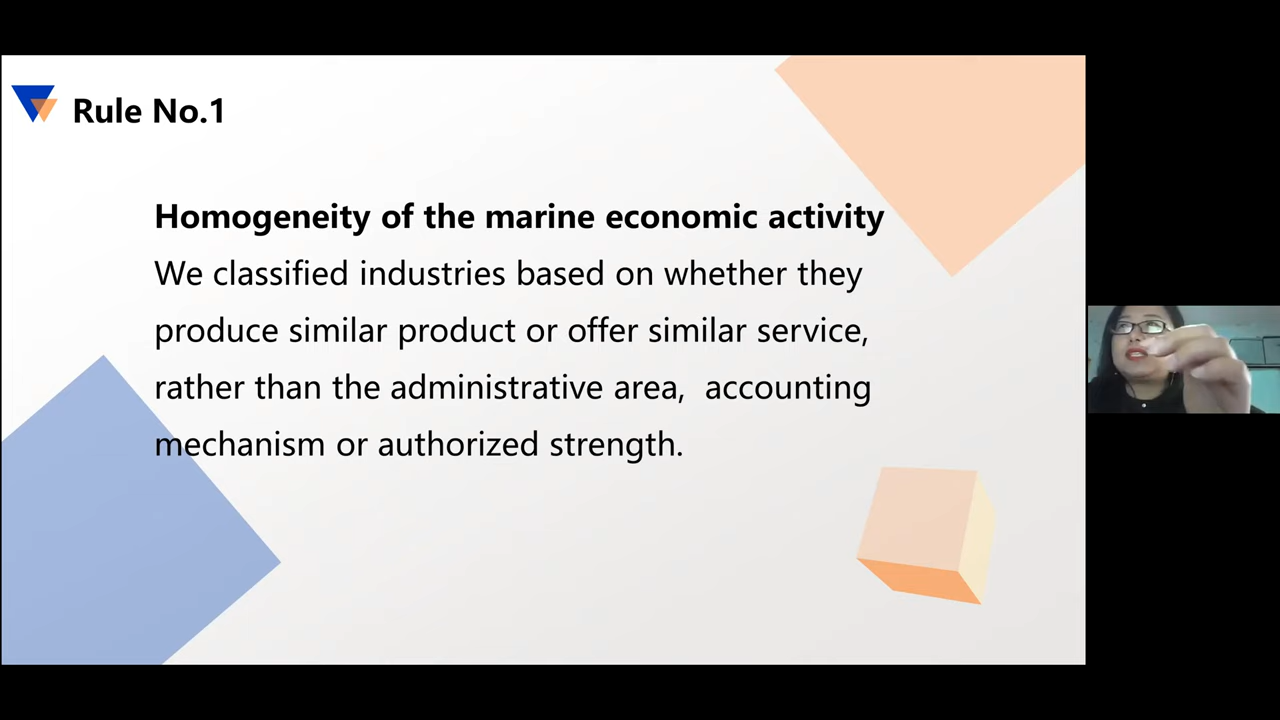 Rule No.1
Homogeneity of the marine economic activity
We classified industries based on whether they
produce similar product or offer similar service,
rather than the administrative area,  accounting
mechanism or authorized strength.